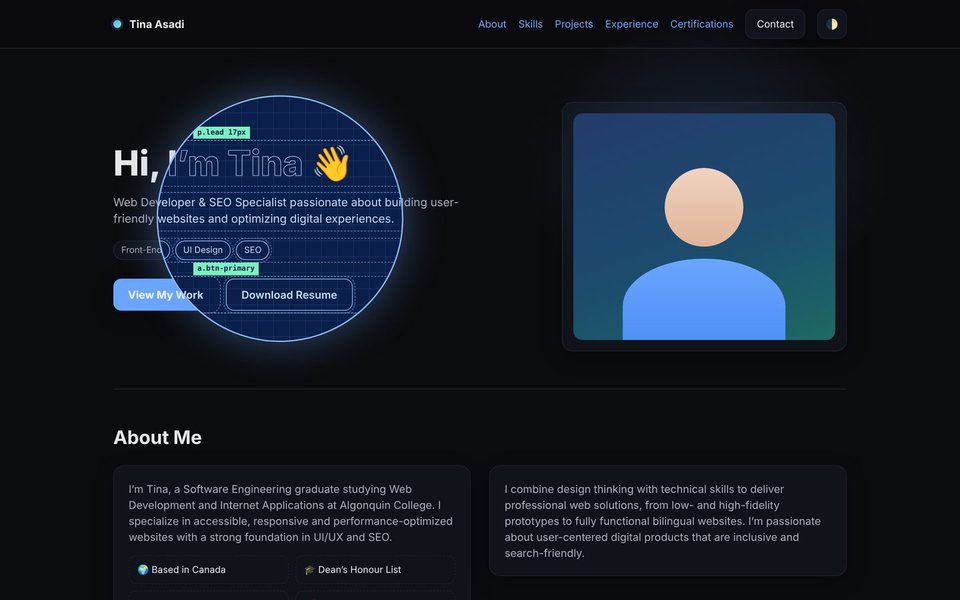 Tina Asadi
About Skills Projects Experience Certifications Contact
p.lead 17px
Hi, I’m Tina 👋
Web Developer & SEO Specialist passionate about building user-
friendly websites and optimizing digital experiences.
Front-End UI Design SEO
a.btn-primary
View My Work Download Resume
About Me
I’m Tina, a Software Engineering graduate studying Web
Development and Internet Applications at Algonquin College. I
specialize in accessible, responsive and performance-optimized
websites with a strong foundation in UI/UX and SEO.
🌍 Based in Canada
🎓 Dean’s Honour List
I combine design thinking with technical skills to deliver
professional web solutions, from low- and high-fidelity
prototypes to fully functional bilingual websites. I’m passionate
about user-centered digital products that are inclusive and
search-friendly.